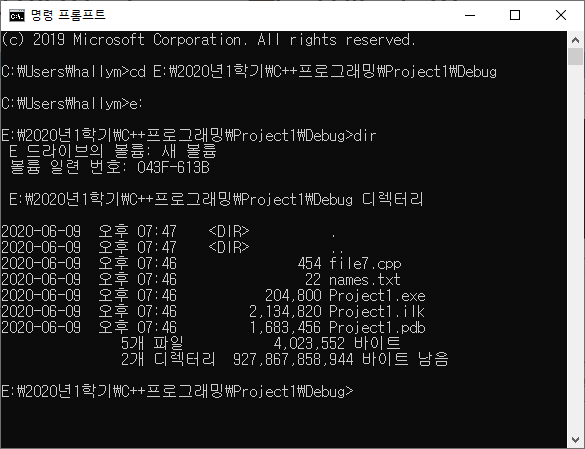 명령 프롬프트
(c) 2019 Microsoft Corporation. All rights reserved.
C:₩Users₩hallym>cd E:₩2020년1학기₩C++프로그래밍₩Project1₩Debug
C:₩Users₩hallym>e:
E:₩2020년1학기₩C++프로그래밍₩Project1₩Debug>dir
E 드라이브의 볼륨: 새 볼륨
볼륨 일련 번호: 043F-613B
E:₩2020년1학기₩C++프로그래밍₩Project1₩Debug 디렉터리
2020-06-09 오후 07:47 <DIR> .
2020-06-09 오후 07:47 <DIR> ..
2020-06-09 오후 07:46 454 file7.cpp
2020-06-09 오후 07:46 22 names.txt
2020-06-09 오후 07:46 204,800 Project1.exe
2020-06-09 오후 07:46 2,134,820 Project1.ilk
2020-06-09 오후 07:46 1,683,456 Project1.pdb
5개 파일 4,023,552 바이트
2개 디렉터리 927,867,858,944 바이트 남음
E:₩2020년1학기₩C++프로그래밍₩Project1₩Debug>